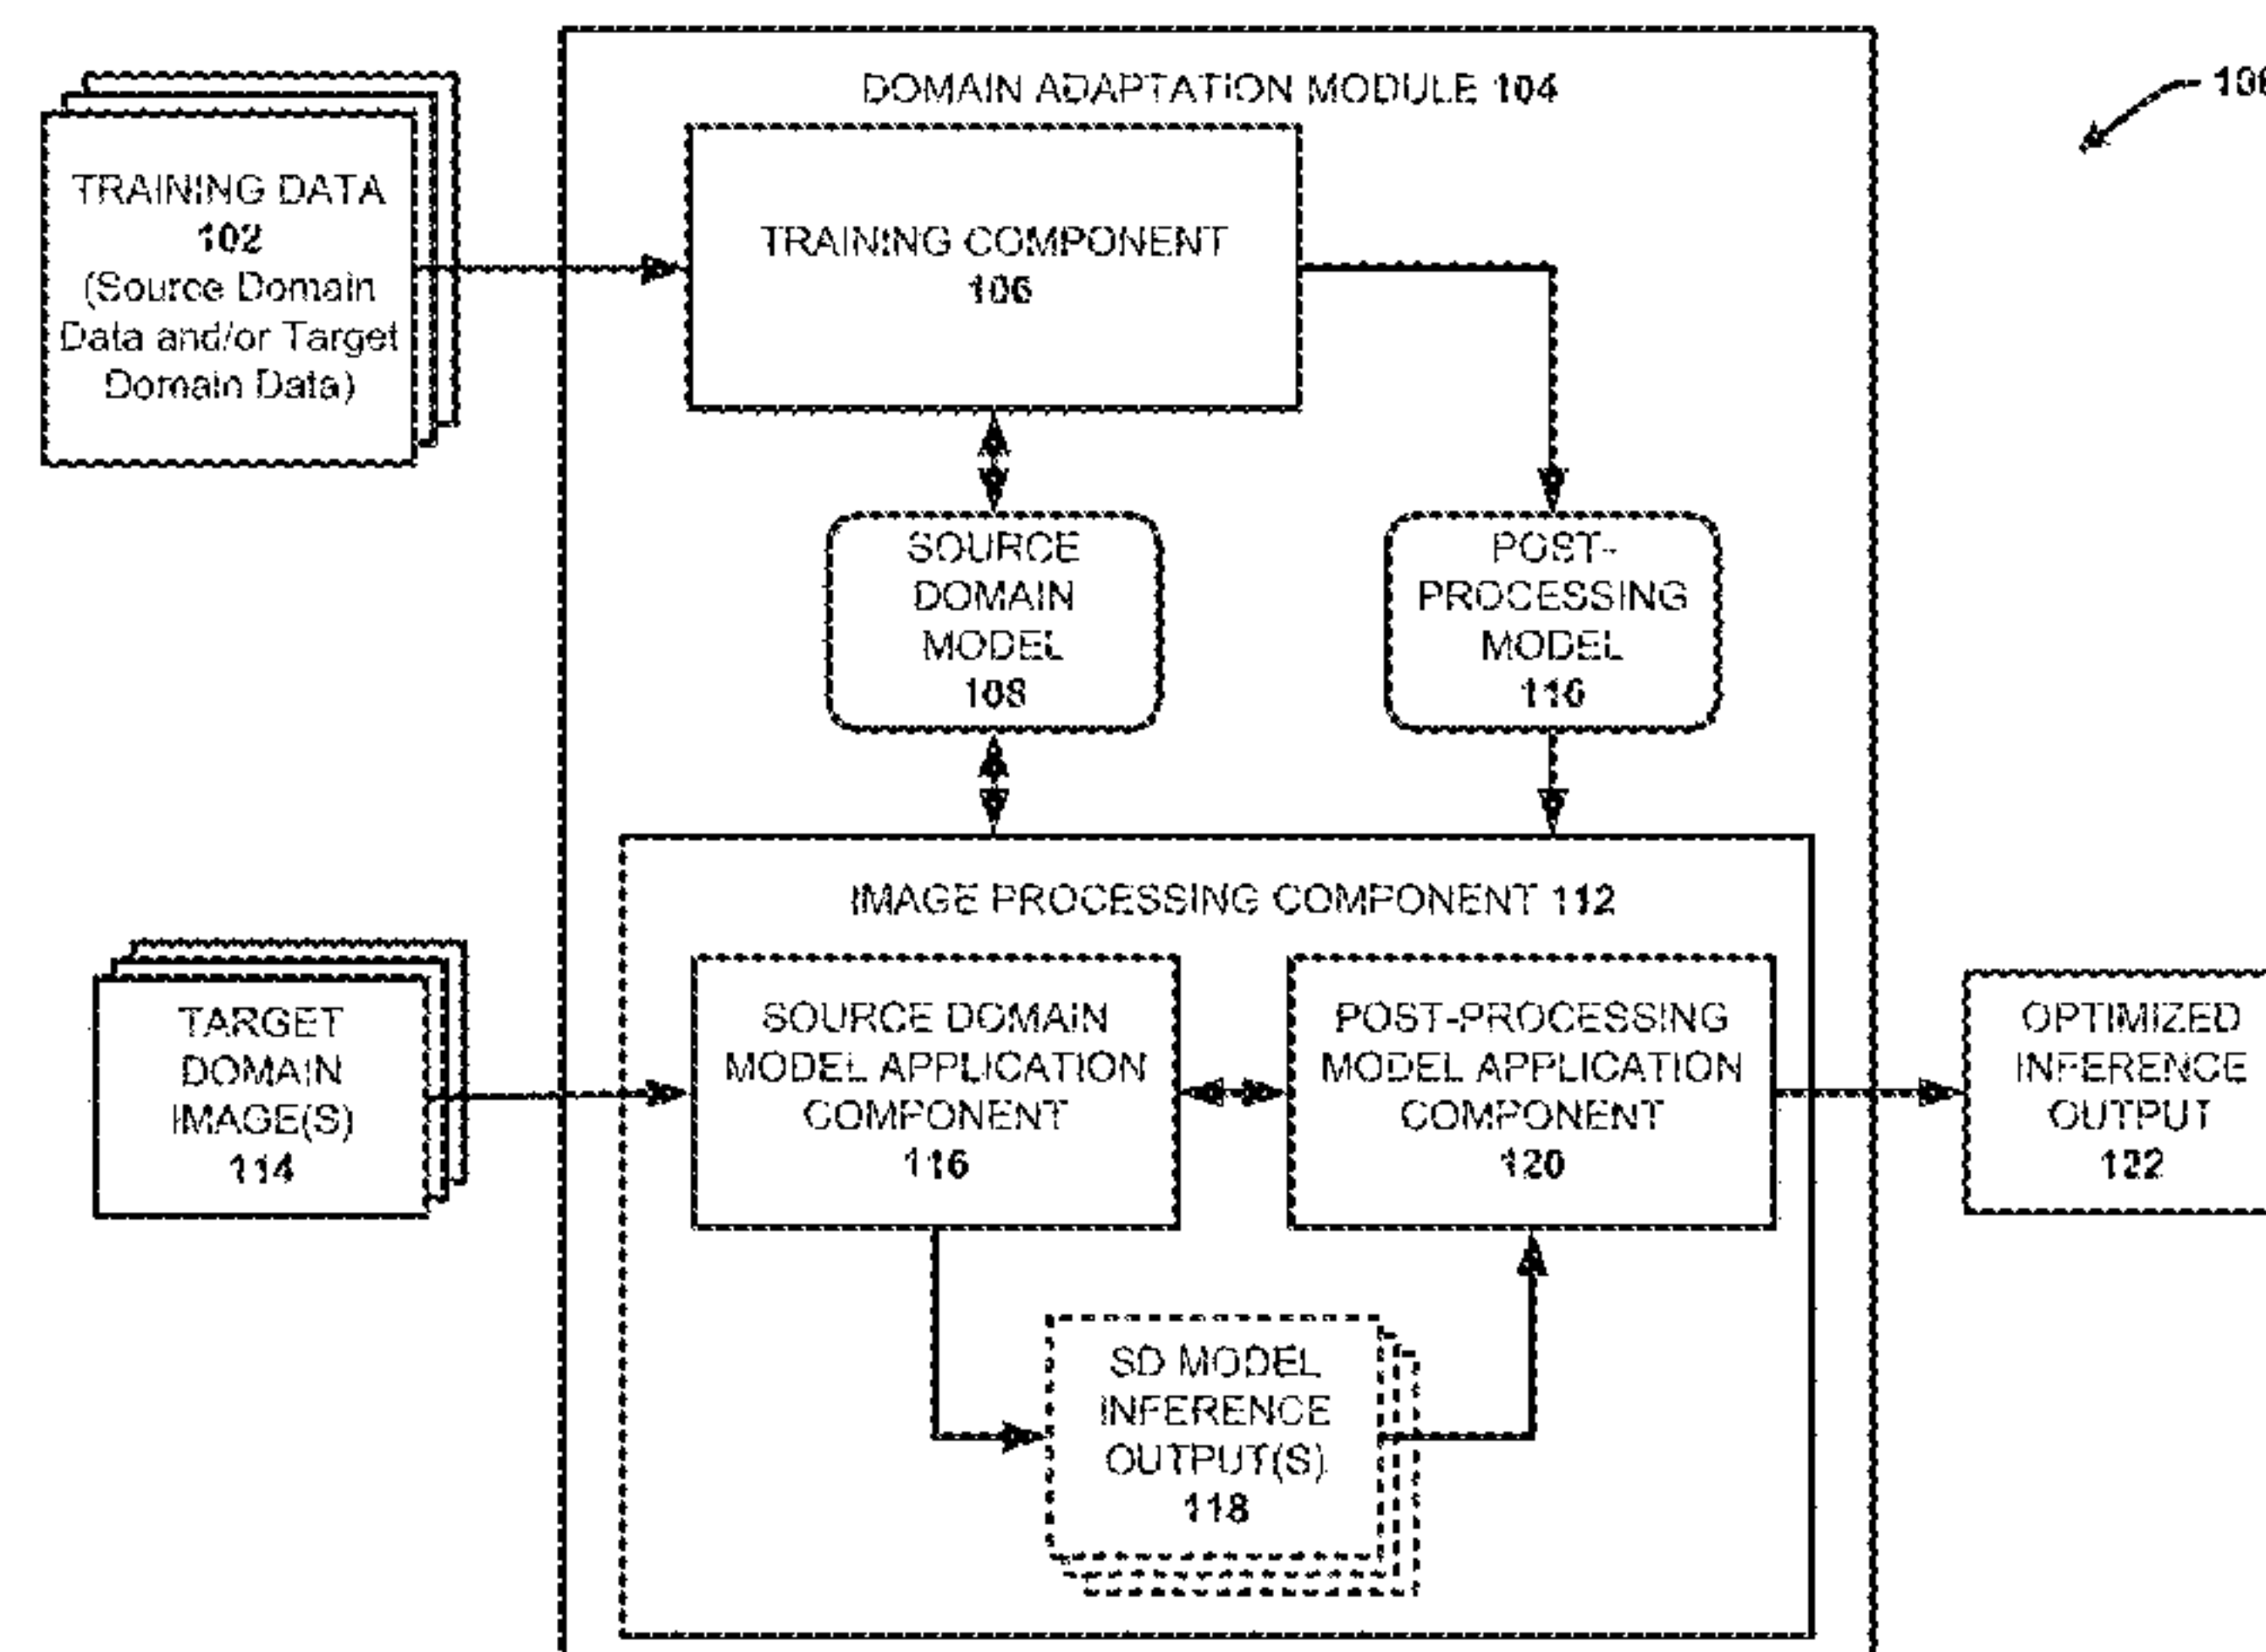 DOMAIN ADAPTATION MODULE 104
TRAINING DATA
102
(Source Domain
Data and/or Target
Domain Data)
TRAINING COMPONENT
106
SOURCE
DOMAIN
MODEL
108
POST-
PROCESSING
MODEL
110
IMAGE PROCESSING COMPONENT 112
TARGET
DOMAIN
IMAGE(S)
114
SOURCE DOMAIN
MODEL APPLICATION
COMPONENT
116
POST-PROCESSING
MODEL APPLICATION
COMPONENT
120
OPTIMIZED
INFERENCE
OUTPUT
122
SD MODEL
INFERENCE
OUTPUT(S)
118